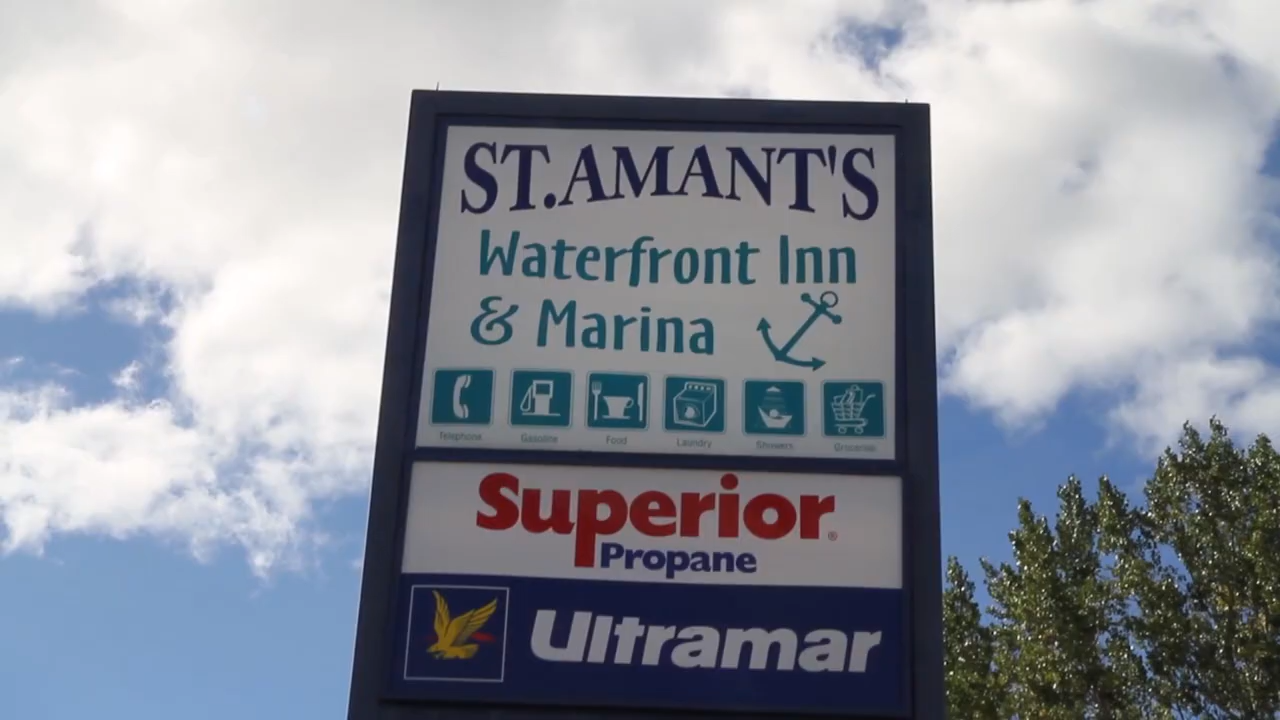 ST.AMANT'S
Waterfront Inn
& Marina
Telephone Gasoline Food Laundry Showers Groceries
Superior®
Propane
Ultramar